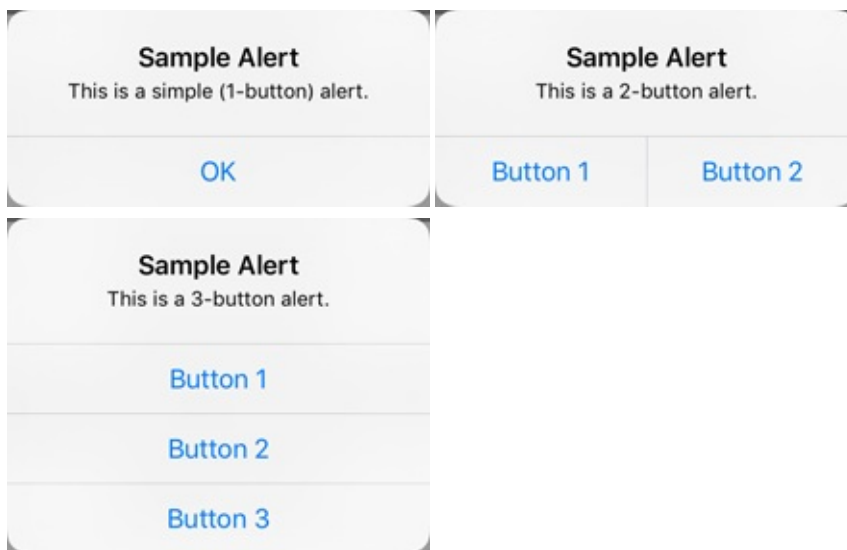 Sample Alert
This is a simple (1-button) alert.
OK
Sample Alert
This is a 2-button alert.
Button 1
Button 2
Sample Alert
This is a 3-button alert.
Button 1
Button 2
Button 3